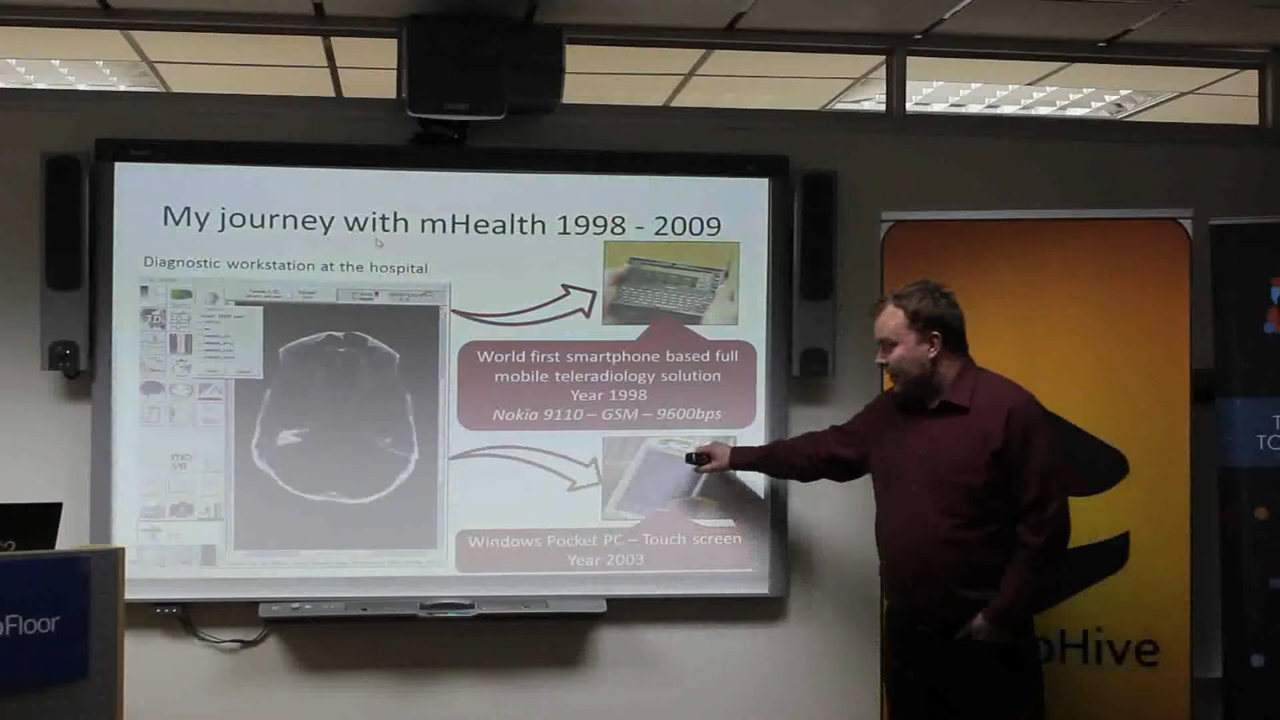 My journey with mHealth 1998 - 2009
Diagnostic workstation at the hospital
World first smartphone based full
mobile teleradiology solution
Year 1998
Nokia 9110 – GSM – 9600bps
Windows Pocket PC – Touch screen
Year 2003
Floor
Hive